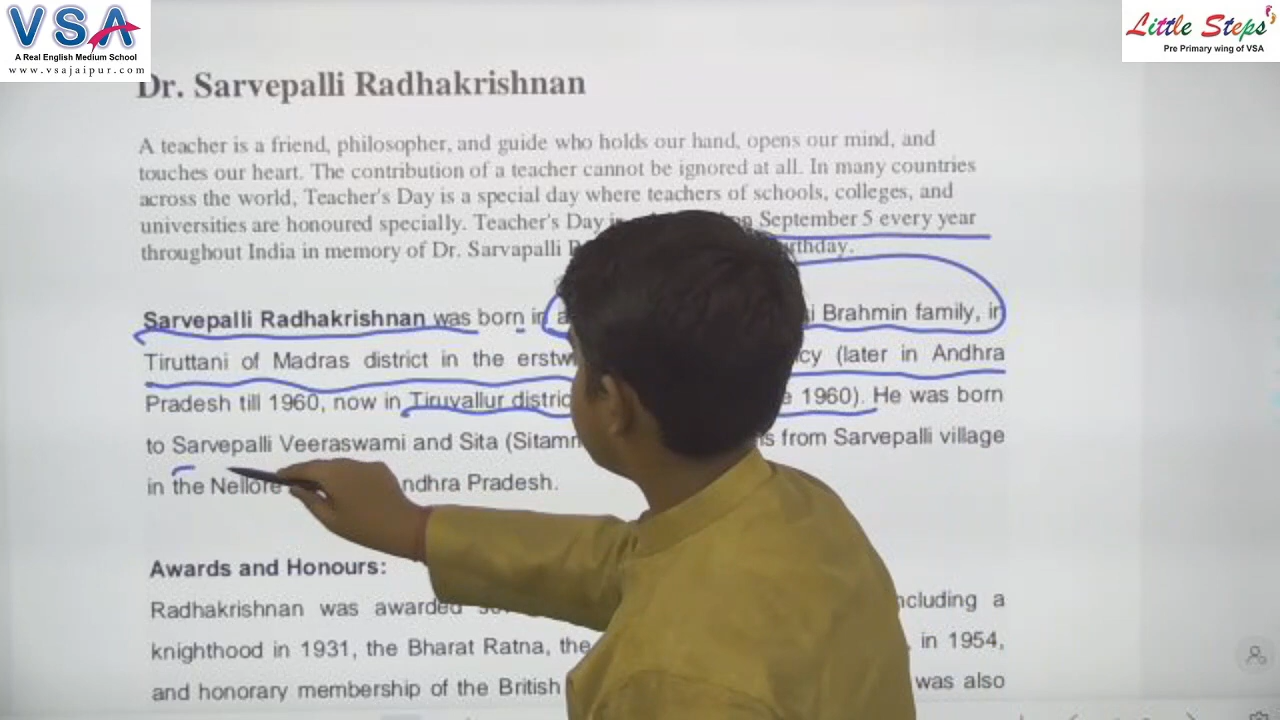 VSA
A Real English Medium School
www.vsajaipur.com
Little Steps
Pre Primary wing of VSA
Dr. Sarvepalli Radhakrishnan
A teacher is a friend, philosopher, and guide who holds our hand, opens our mind, and
touches our heart. The contribution of a teacher cannot be ignored at all. In many countries
across the world, Teacher's Day is a special day where teachers of schools, colleges, and
universities are honoured specially. Teacher's Day September 5 every year
throughout India in memory of Dr. Sarvapalli
Sarvepalli Radhakrishnan was born in Brahmin family, in
Tiruttani of Madras district in the (later in Andhra
Pradesh till 1960, now in Tiruvallur 1960). He was born
to Sarvepalli Veeraswami and Sita from Sarvepalli village
in the Nellore Pradesh.
Awards and Honours:
Radhakrishnan was awarded a
knighthood in 1931, the Bharat Ratna, the in 1954,
and honorary membership of the British was also